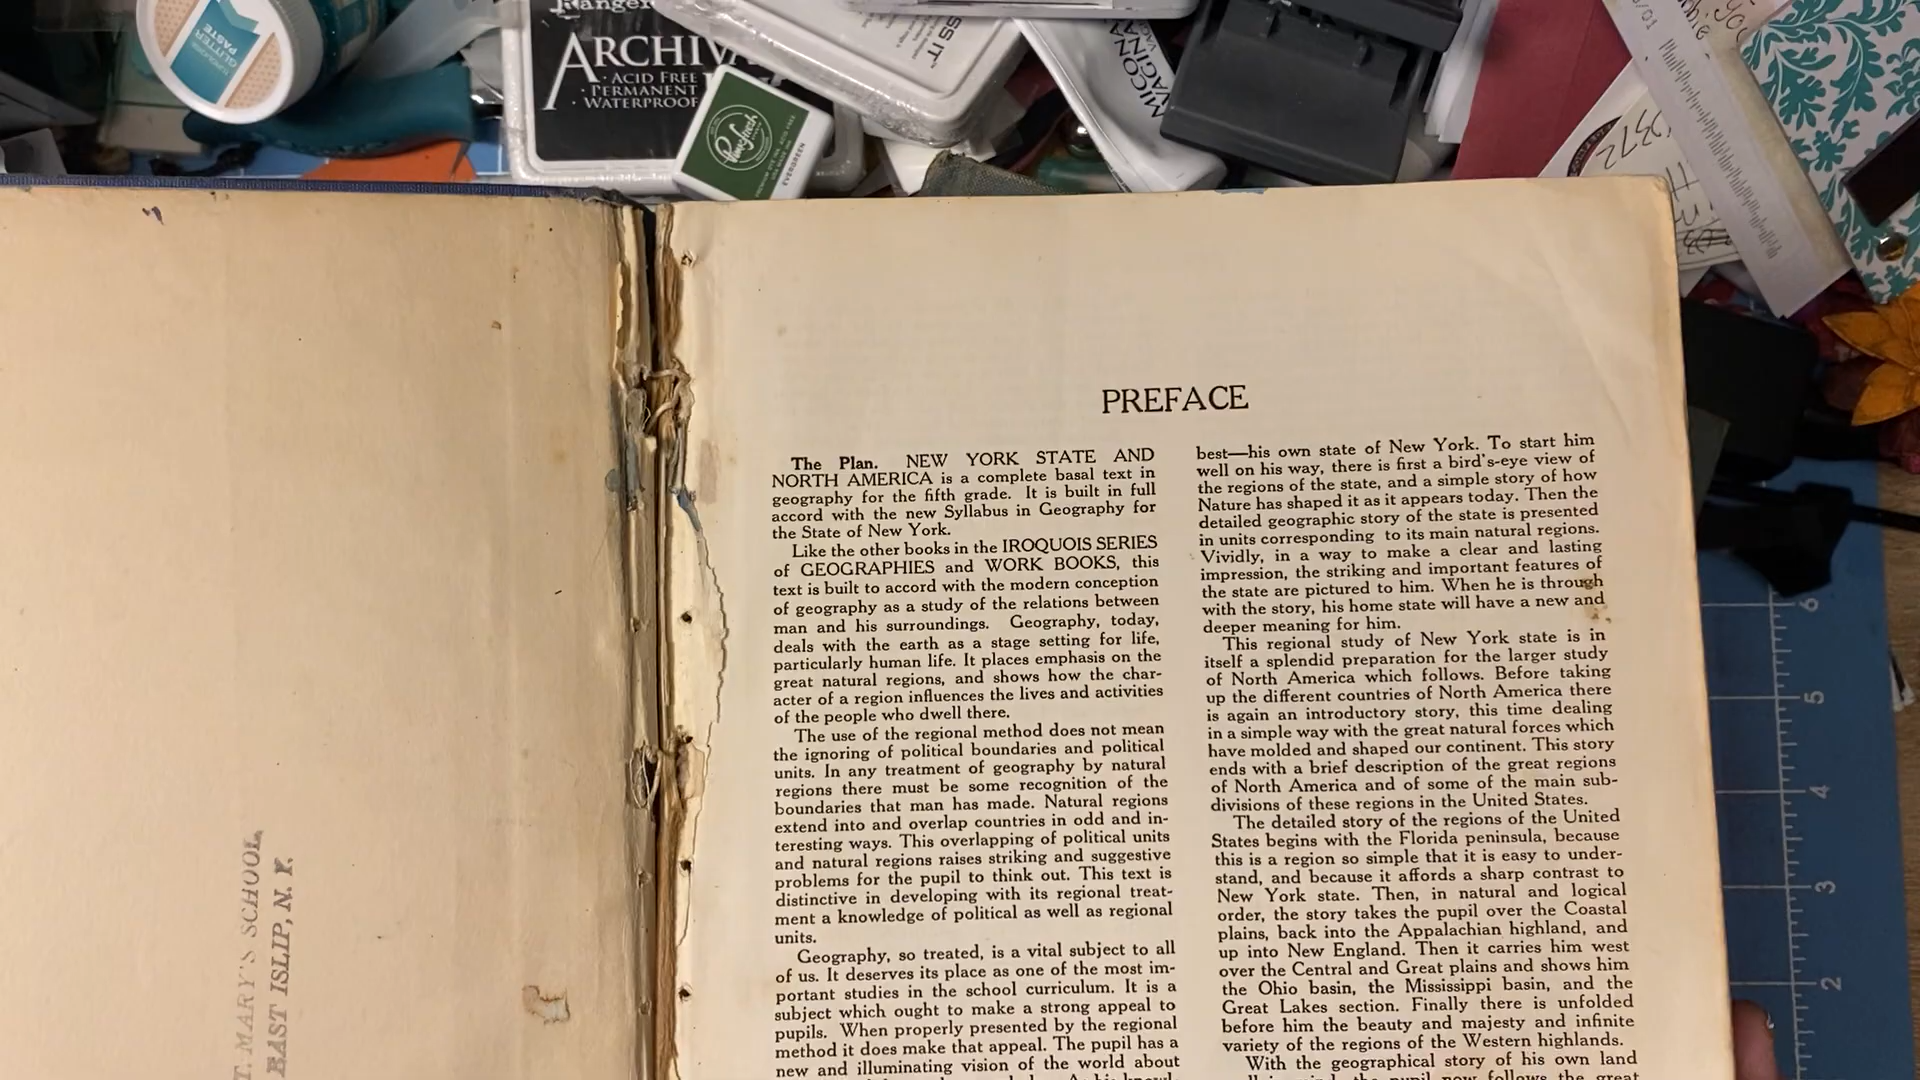 Ranger
ARCHIV
· ACID FREE
· PERMANENT
· WATERPROOF
GLITTER
PASTE
Pinefresh
EVERGREEN
372
T. MARY'S SCHOOL
EAST ISLIP, N. Y.
PREFACE
The Plan. NEW YORK STATE AND
NORTH AMERICA is a complete basal text in
geography for the fifth grade. It is built in full
accord with the new Syllabus in Geography for
the State of New York.
Like the other books in the IROQUOIS SERIES
of GEOGRAPHIES and WORK BOOKS, this
text is built to accord with the modern conception
of geography as a study of the relations between
man and his surroundings. Geography, today,
deals with the earth as a stage setting for life,
particularly human life. It places emphasis on the
great natural regions, and shows how the char-
acter of a region influences the lives and activities
of the people who dwell there.
The use of the regional method does not mean
the ignoring of political boundaries and political
units. In any treatment of geography by natural
regions there must be some recognition of the
boundaries that man has made. Natural regions
extend into and overlap countries in odd and in-
teresting ways. This overlapping of political units
and natural regions raises striking and suggestive
problems for the pupil to think out. This text is
distinctive in developing with its regional treat-
ment a knowledge of political as well as regional
units.
Geography, so treated, is a vital subject to all
of us. It deserves its place as one of the most im-
portant studies in the school curriculum. It is a
subject which ought to make a strong appeal to
pupils. When properly presented by the regional
method it does make that appeal. The pupil has a
new and illuminating vision of the world about
best—his own state of New York. To start him
well on his way, there is first a bird's-eye view of
the regions of the state, and a simple story of how
Nature has shaped it as it appears today. Then the
detailed geographic story of the state is presented
in units corresponding to its main natural regions.
Vividly, in a way to make a clear and lasting
impression, the striking and important features of
the state are pictured to him. When he is through
with the story, his home state will have a new and
deeper meaning for him.
This regional study of New York state is in
itself a splendid preparation for the larger study
of North America which follows. Before taking
up the different countries of North America there
is again an introductory story, this time dealing
in a simple way with the great natural forces which
have molded and shaped our continent. This story
ends with a brief description of the great regions
of North America and of some of the main sub-
divisions of these regions in the United States.
The detailed story of the regions of the United
States begins with the Florida peninsula, because
this is a region so simple that it is easy to under-
stand, and because it affords a sharp contrast to
New York state. Then, in natural and logical
order, the story takes the pupil over the Coastal
plains, back into the Appalachian highland, and
up into New England. Then it carries him west
over the Central and Great plains and shows him
the Ohio basin, the Mississippi basin, and the
Great Lakes section. Finally there is unfolded
before him the beauty and majesty and infinite
variety of the regions of the Western highlands.
With the geographical story of his own land
6
5
4
3
2